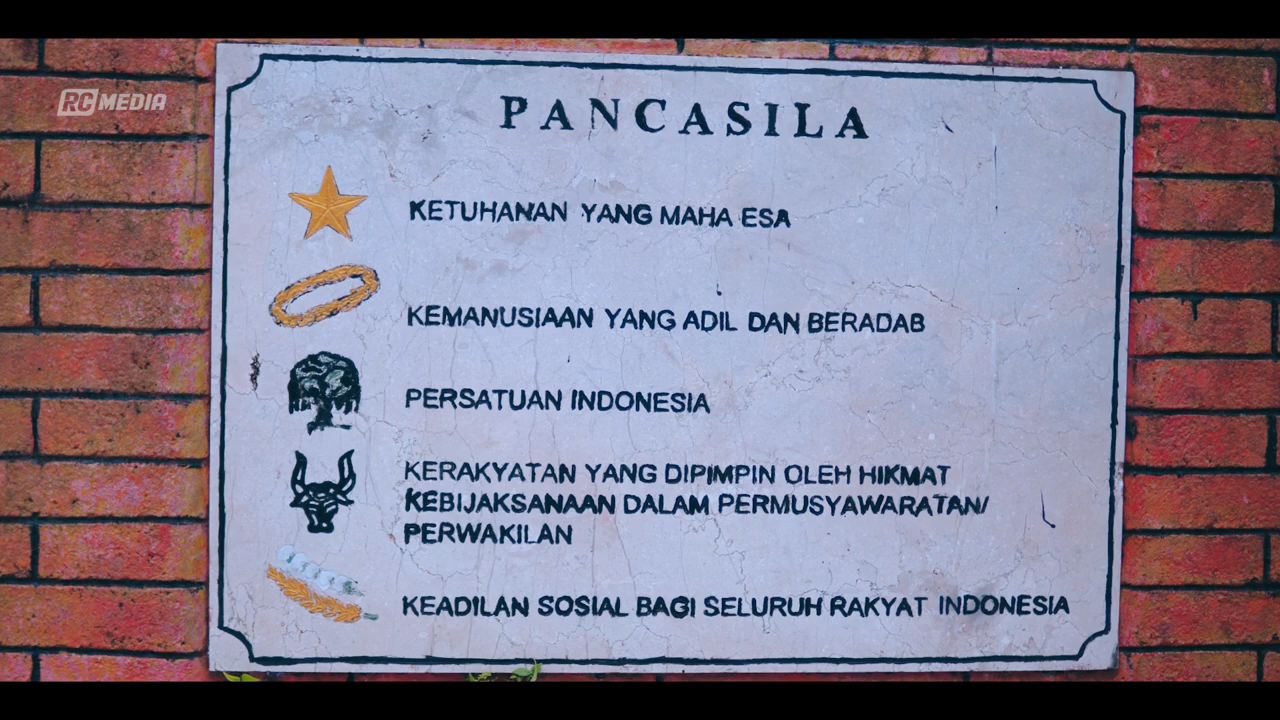 RC MEDIA
PANCASILA
KETUHANAN YANG MAHA ESA
KEMANUSIAAN YANG ADIL DAN BERADAB
PERSATUAN INDONESIA
KERAKYATAN YANG DIPIMPIN OLEH HIKMAT
KEBIJAKSANAAN DALAM PERMUSYAWARATAN/
PERWAKILAN
KEADILAN SOSIAL BAGI SELURUH RAKYAT INDONESIA